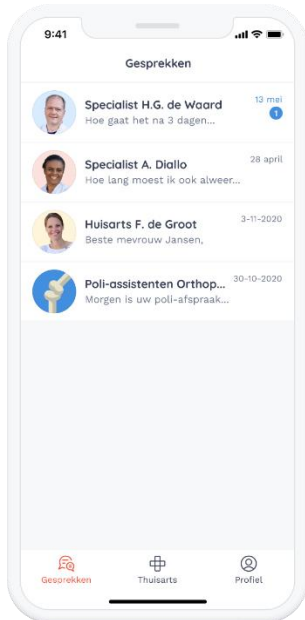 9:41
Gesprekken
Specialist H.G. de Waard
13 mei
Hoe gaat het na 3 dagen...
1
Specialist A. Diallo
28 april
Hoe lang moest ik ook alweer...
Huisarts F. de Groot
3-11-2020
Beste mevrouw Jansen,
Poli-assistenten Orthop...
30-10-2020
Morgen is uw poli-afspraak...
Gesprekken
Thuisarts
Profiel